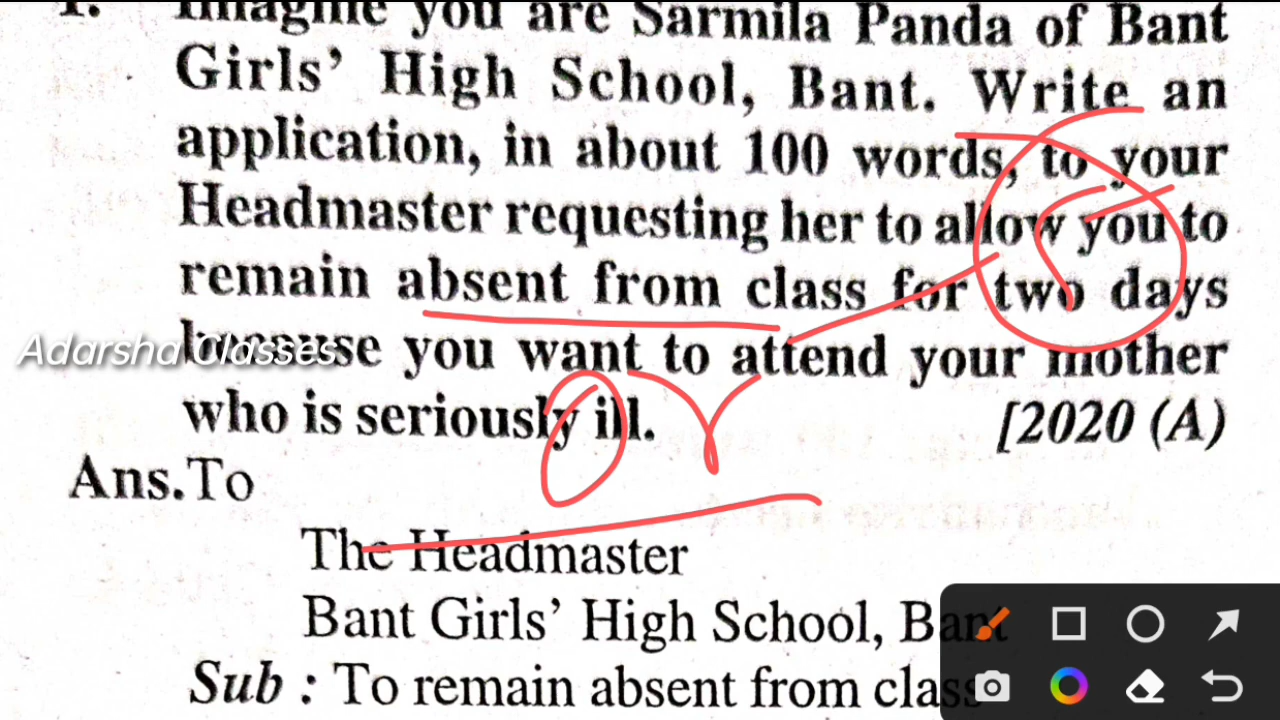 1. Imagine you are Sarmila Panda of Bant
Girls' High School, Bant. Write an
application, in about 100 words, to your
Headmaster requesting her to allow you to
remain absent from class for two days
because you want to attend your mother
Adarsha Classes
who is seriously ill. [2020 (A)
Ans.To
The Headmaster
Bant Girls' High School, Bant
Sub : To remain absent from class